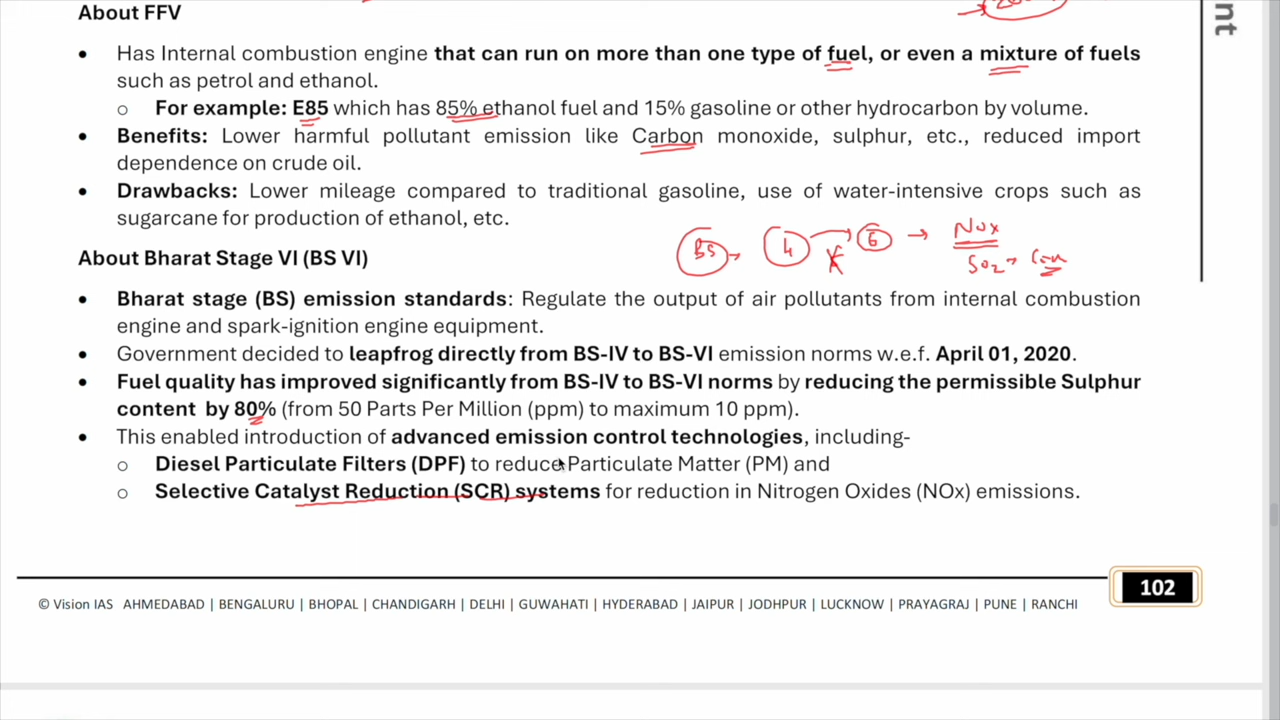 About FFV
nt
• Has Internal combustion engine that can run on more than one type of fuel, or even a mixture of fuels
such as petrol and ethanol.
o For example: E85 which has 85% ethanol fuel and 15% gasoline or other hydrocarbon by volume.
• Benefits: Lower harmful pollutant emission like Carbon monoxide, sulphur, etc., reduced import
dependence on crude oil.
• Drawbacks: Lower mileage compared to traditional gasoline, use of water-intensive crops such as
sugarcane for production of ethanol, etc.
BS → 4 → 6 → NOx
SO2 →
About Bharat Stage VI (BS VI)
• Bharat stage (BS) emission standards: Regulate the output of air pollutants from internal combustion
engine and spark-ignition engine equipment.
• Government decided to leapfrog directly from BS-IV to BS-VI emission norms w.e.f. April 01, 2020.
• Fuel quality has improved significantly from BS-IV to BS-VI norms by reducing the permissible Sulphur
content by 80% (from 50 Parts Per Million (ppm) to maximum 10 ppm).
• This enabled introduction of advanced emission control technologies, including-
o Diesel Particulate Filters (DPF) to reduce Particulate Matter (PM) and
o Selective Catalyst Reduction (SCR) systems for reduction in Nitrogen Oxides (NOx) emissions.
102
© Vision IAS AHMEDABAD | BENGALURU | BHOPAL | CHANDIGARH | DELHI | GUWAHATI | HYDERABAD | JAIPUR | JODHPUR | LUCKNOW | PRAYAGRAJ | PUNE | RANCHI